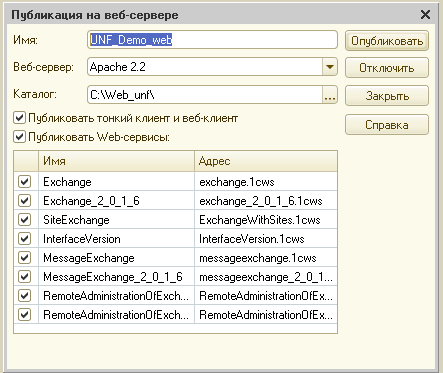 Публикация на веб-сервере
Имя: UNF_Demo_web Опубликовать
Веб-сервер: Apache 2.2 Отключить
Каталог: C:\Web_unf\ ... Закрыть
Публиковать тонкий клиент и веб-клиент Справка
Публиковать Web-сервисы:
Имя Адрес
Exchange exchange.1cws
Exchange_2_0_1_6 exchange_2_0_1_6.1cws
SiteExchange ExchangeWithSites.1cws
InterfaceVersion InterfaceVersion.1cws
MessageExchange messageexchange.1cws
MessageExchange_2_0_1_6 messageexchange_2_0_1...
RemoteAdministrationOfExch... RemoteAdministrationOfEx...
RemoteAdministrationOfExch... RemoteAdministrationOfEx...